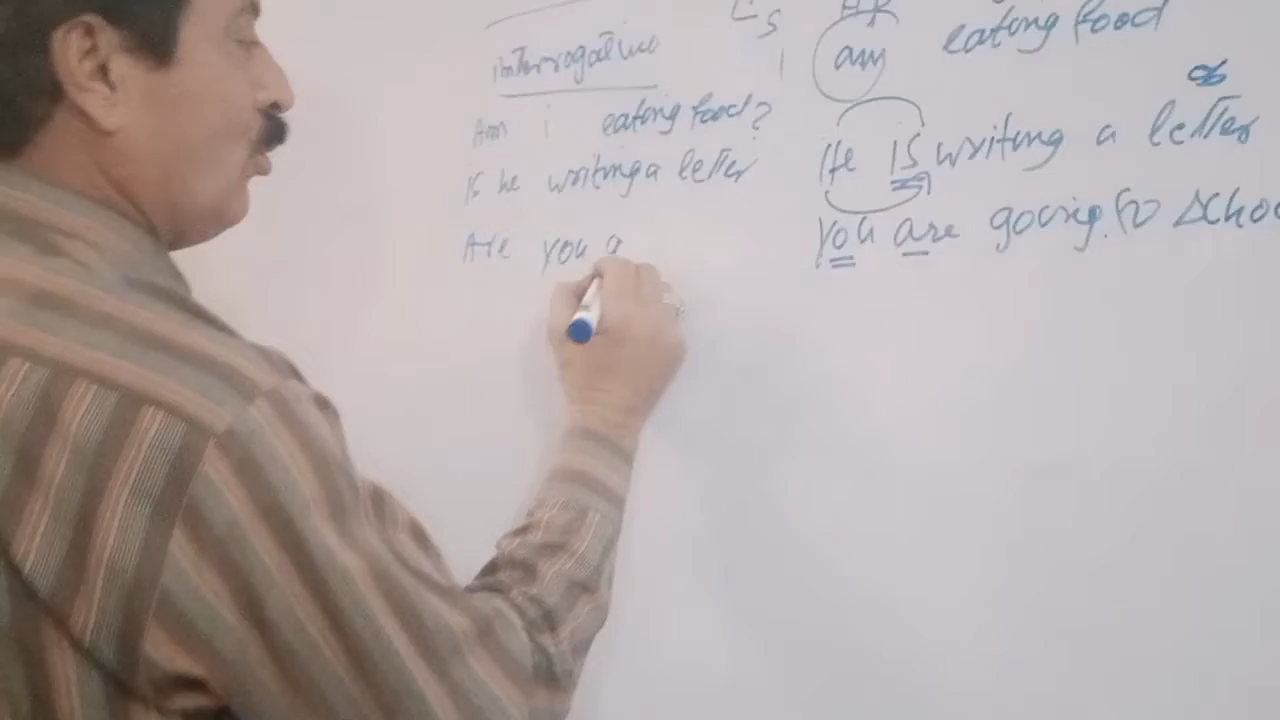 interrogative
Am i eating food?
is he writing a letter
Are you g
i am eating food
He is writing a letter
you are going to